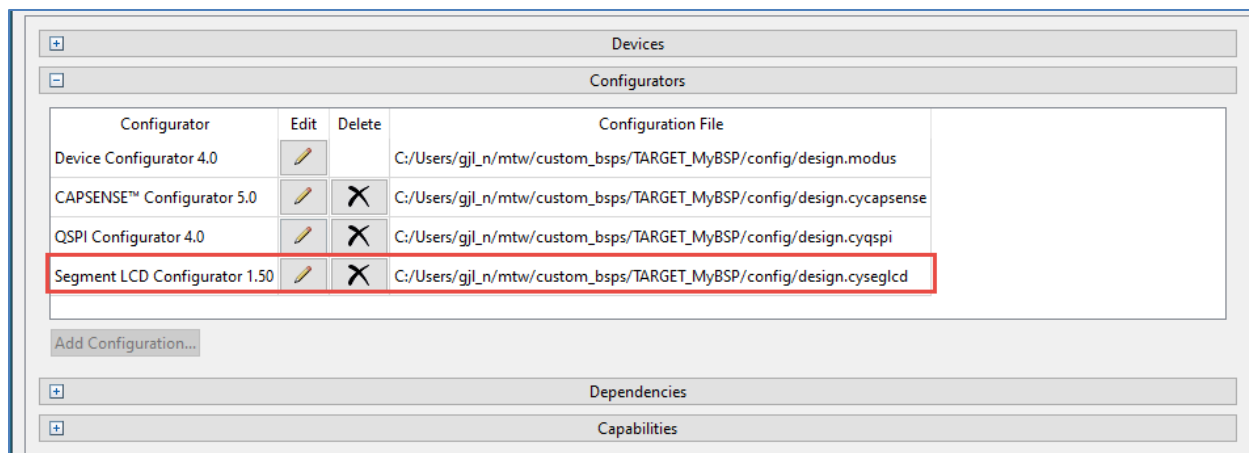 Devices
Configurators
Configurator Edit Delete Configuration File
Device Configurator 4.0 C:/Users/gjl_n/mtw/custom_bsps/TARGET_MyBSP/config/design.modus
CAPSENSE™ Configurator 5.0 C:/Users/gjl_n/mtw/custom_bsps/TARGET_MyBSP/config/design.cycapsense
QSPI Configurator 4.0 C:/Users/gjl_n/mtw/custom_bsps/TARGET_MyBSP/config/design.cyqspi
Segment LCD Configurator 1.50 C:/Users/gjl_n/mtw/custom_bsps/TARGET_MyBSP/config/design.cyseglcd
Add Configuration...
Dependencies
Capabilities